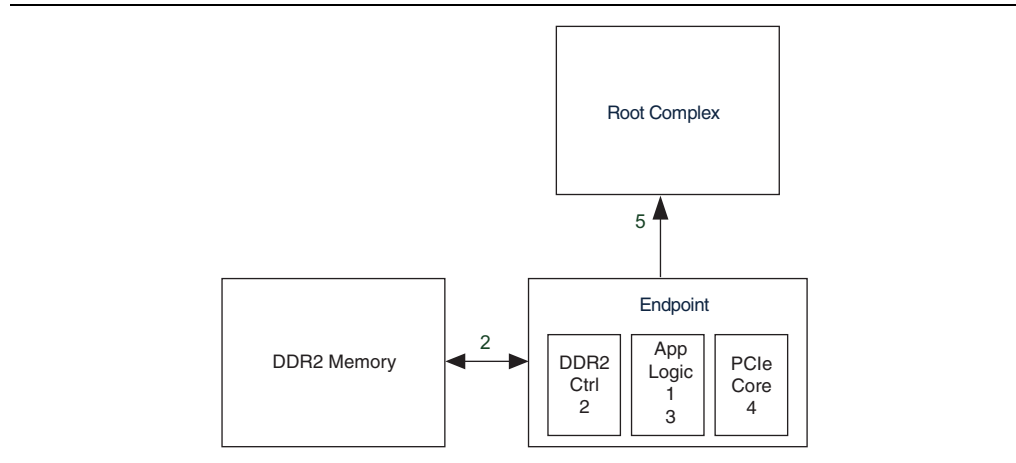 Root Complex
5
Endpoint
DDR2 Memory
2
DDR2
Ctrl
2
App
Logic
1
3
PCIe
Core
4